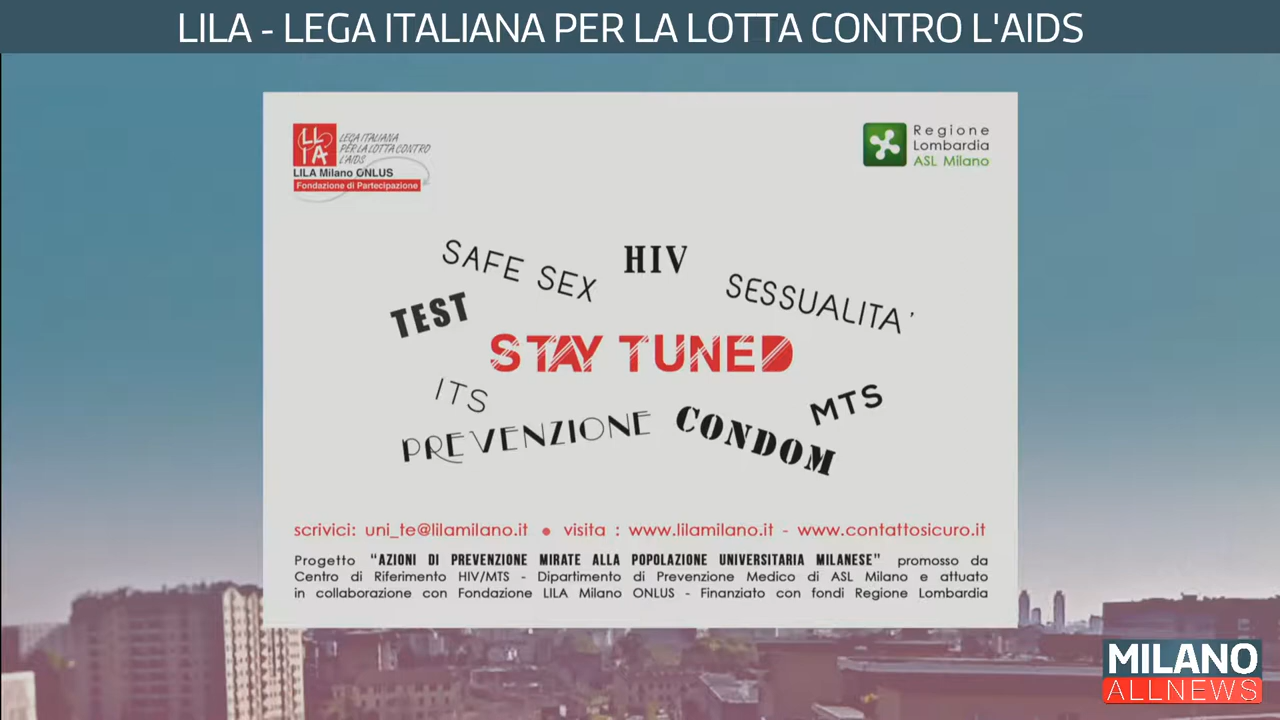 LILA - LEGA ITALIANA PER LA LOTTA CONTRO L'AIDS
LILA
LEGA ITALIANA
PER LA LOTTA CONTRO
L'AIDS
LILA Milano ONLUS
Fondazione di Partecipazione
Regione
Lombardia
ASL Milano
SAFE SEX
HIV
SESSUALITA'
TEST
STAY TUNED
ITS
MTS
PREVENZIONE
CONDOM
scrivici: uni_te@lilamilano.it • visita : www.lilamilano.it - www.contattosicuro.it
Progetto "AZIONI DI PREVENZIONE MIRATE ALLA POPOLAZIONE UNIVERSITARIA MILANESE" promosso da
Centro di Riferimento HIV/MTS - Dipartimento di Prevenzione Medico di ASL Milano e attuato
in collaborazione con Fondazione LILA Milano ONLUS - Finanziato con fondi Regione Lombardia
MILANO
ALLNEWS